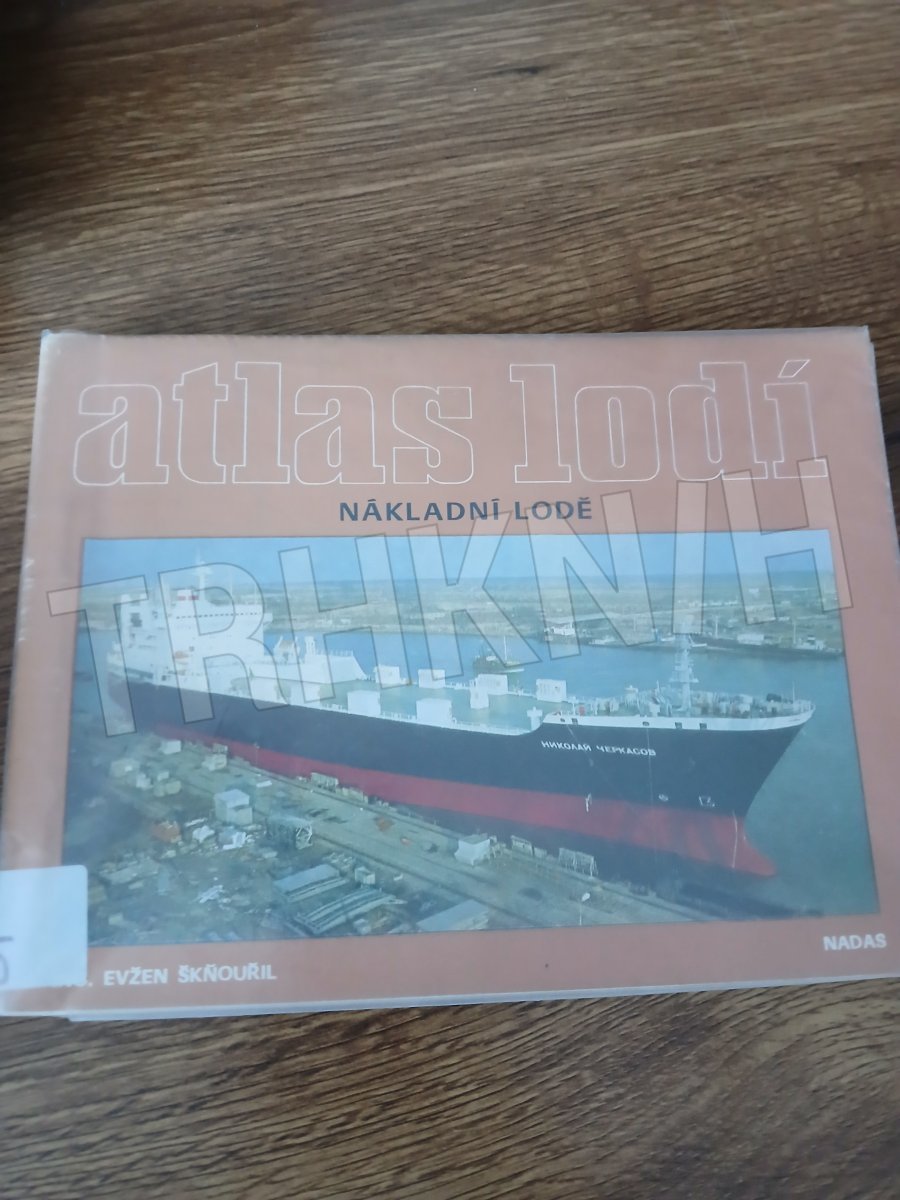 atlas lodí
NÁKLADNÍ LODĚ
TRHKNIH
НИКОЛАЙ ЧЕРКАСОВ
EVŽEN ŠKŇOUŘIL
NADAS